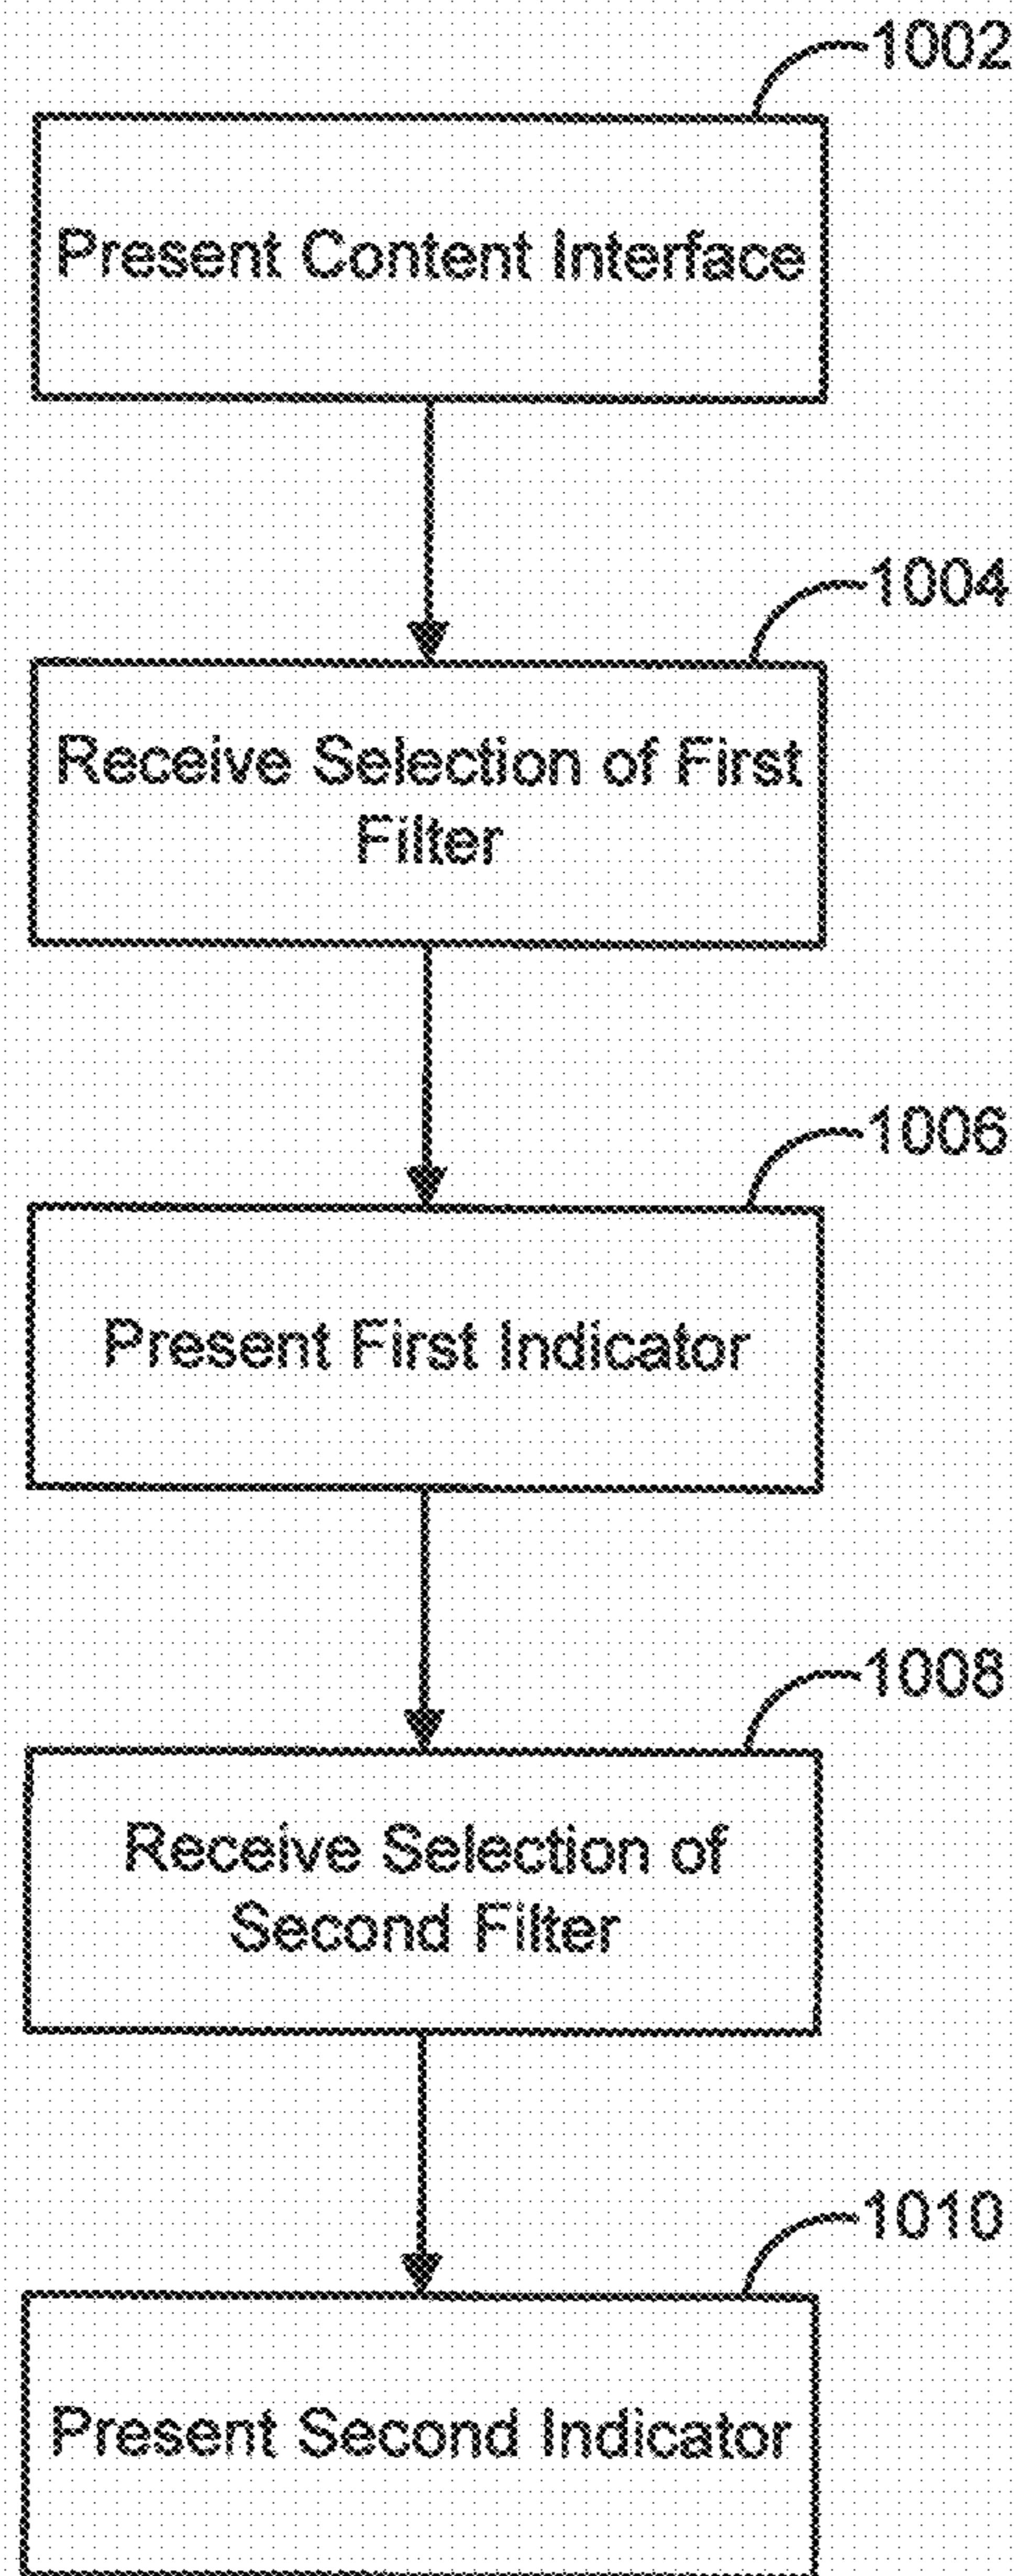 1002
Present Content Interface
1004
Receive Selection of First
Filter
1006
Present First Indicator
1008
Receive Selection of
Second Filter
1010
Present Second Indicator